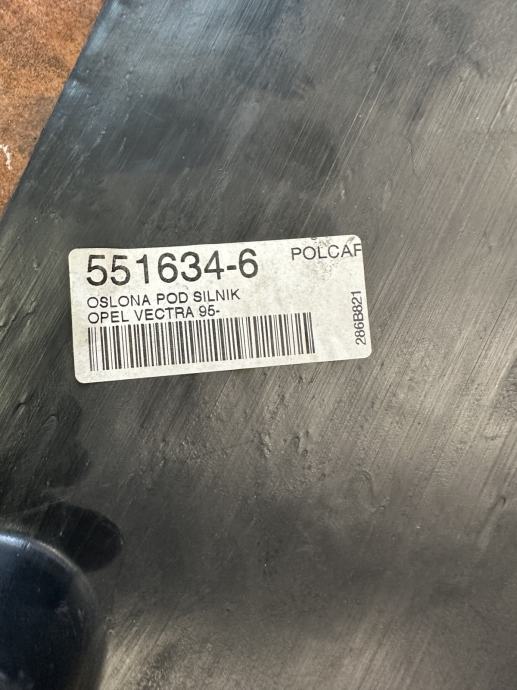 551634-6
POLCAR
OSLONA POD SILNIK
OPEL VECTRA 95-
286B821